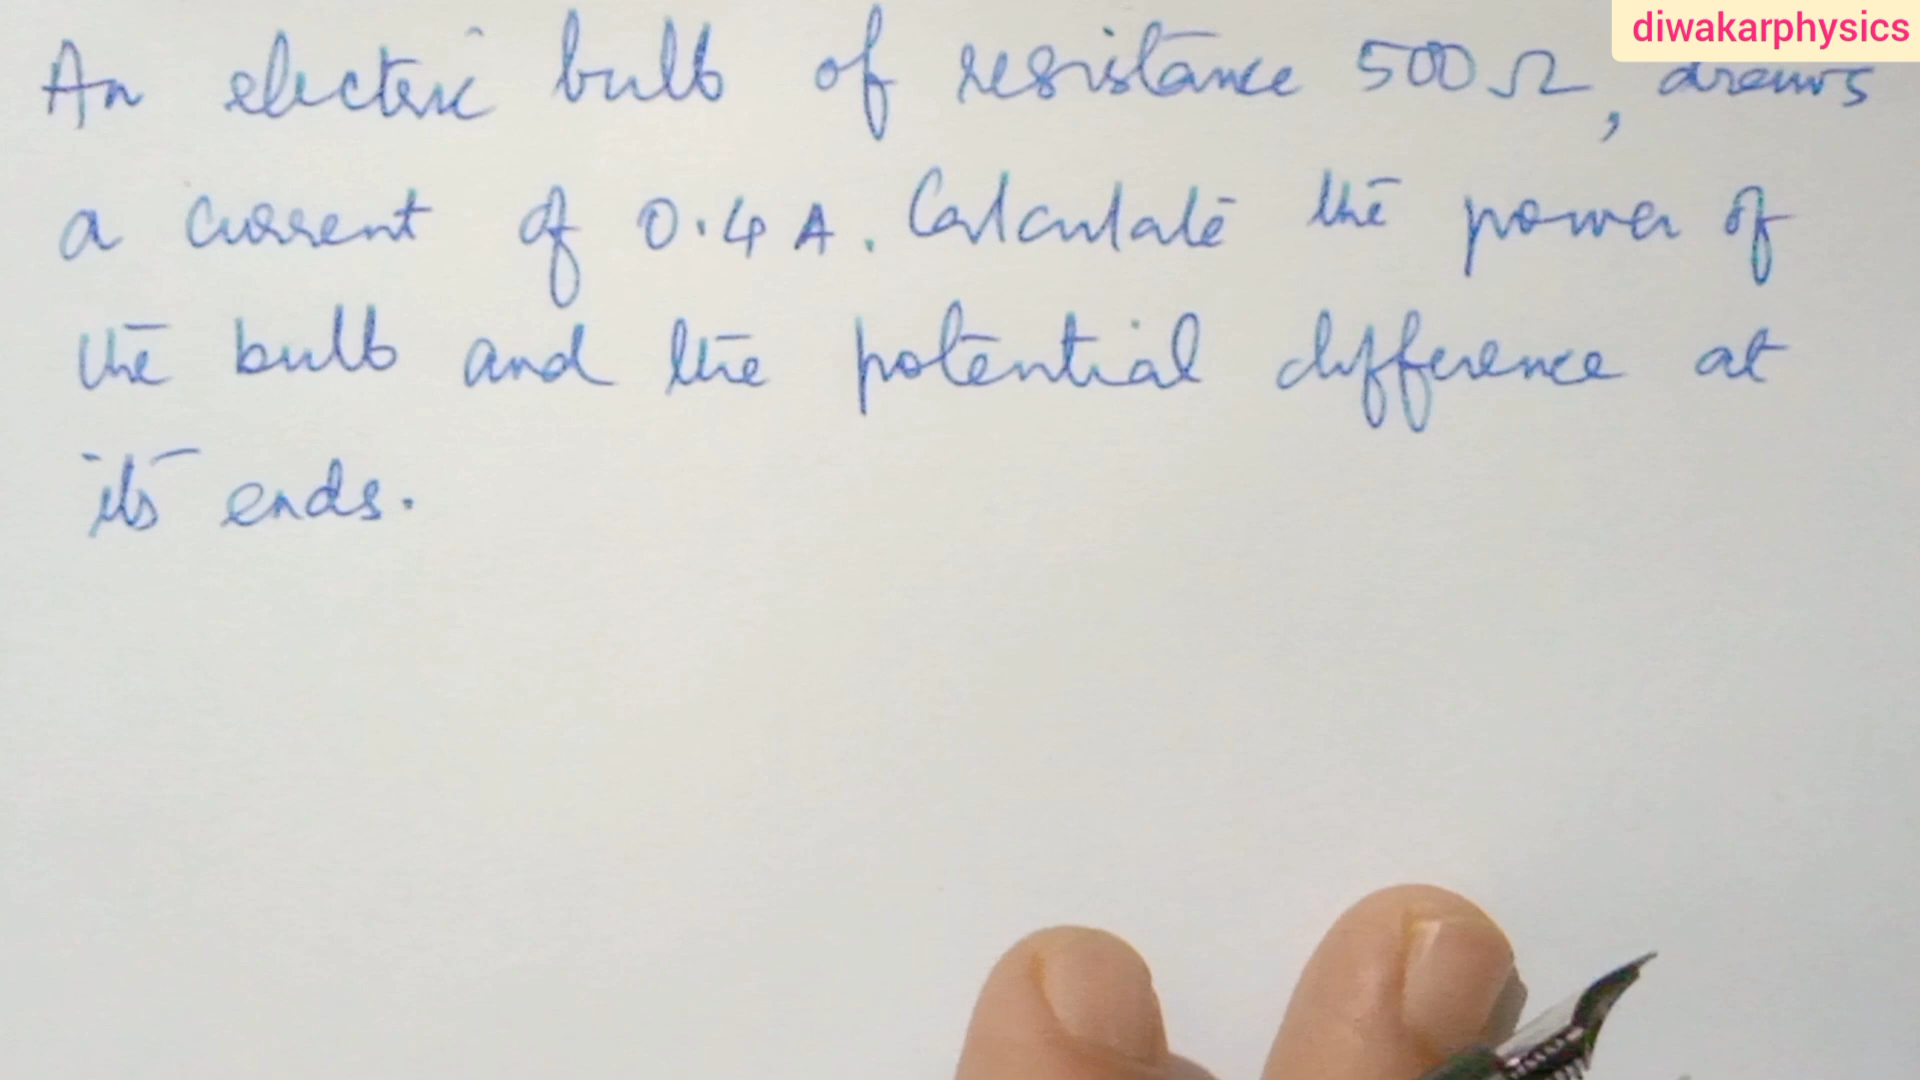 diwakarphysics
An electric bulb of resistance 500 Ω, draws
a current of 0.4 A. Calculate the power of
the bulb and the potential difference at
its ends.